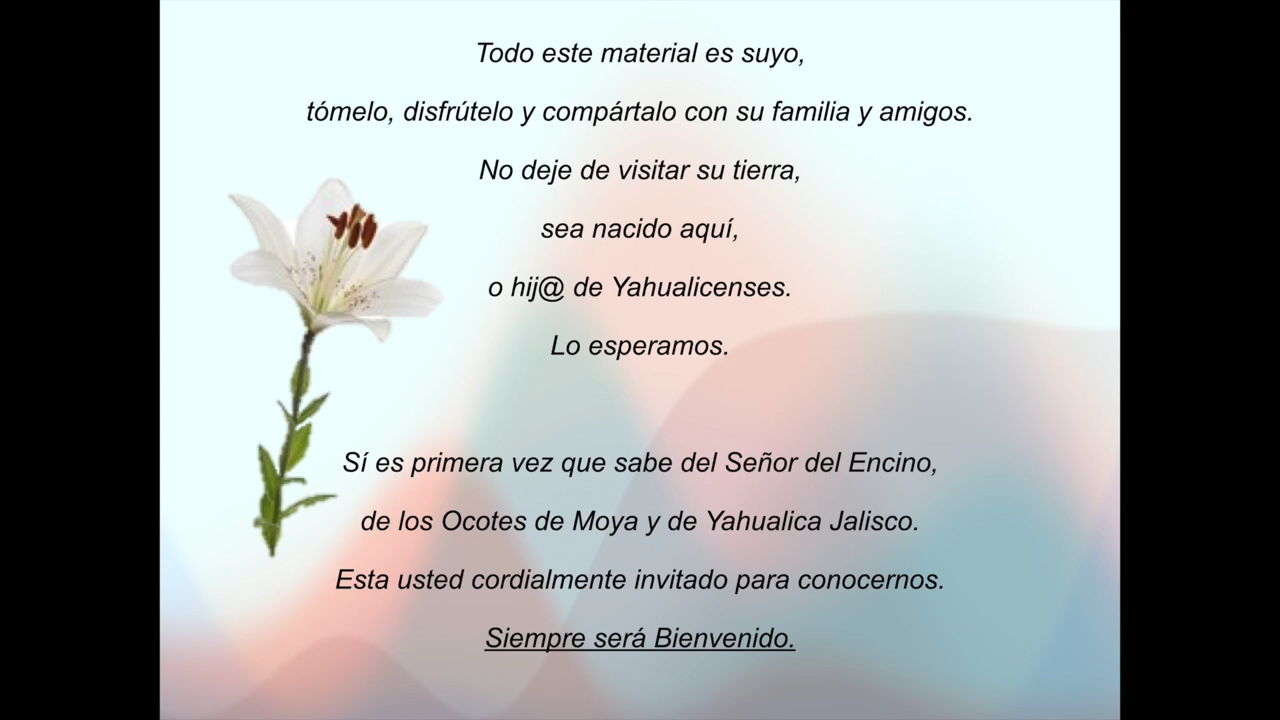 Todo este material es suyo,
tómelo, disfrútelo y compártalo con su familia y amigos.
No deje de visitar su tierra,
sea nacido aquí,
o hij@ de Yahualicenses.
Lo esperamos.
Sí es primera vez que sabe del Señor del Encino,
de los Ocotes de Moya y de Yahualica Jalisco.
Esta usted cordialmente invitado para conocernos.
Siempre será Bienvenido.